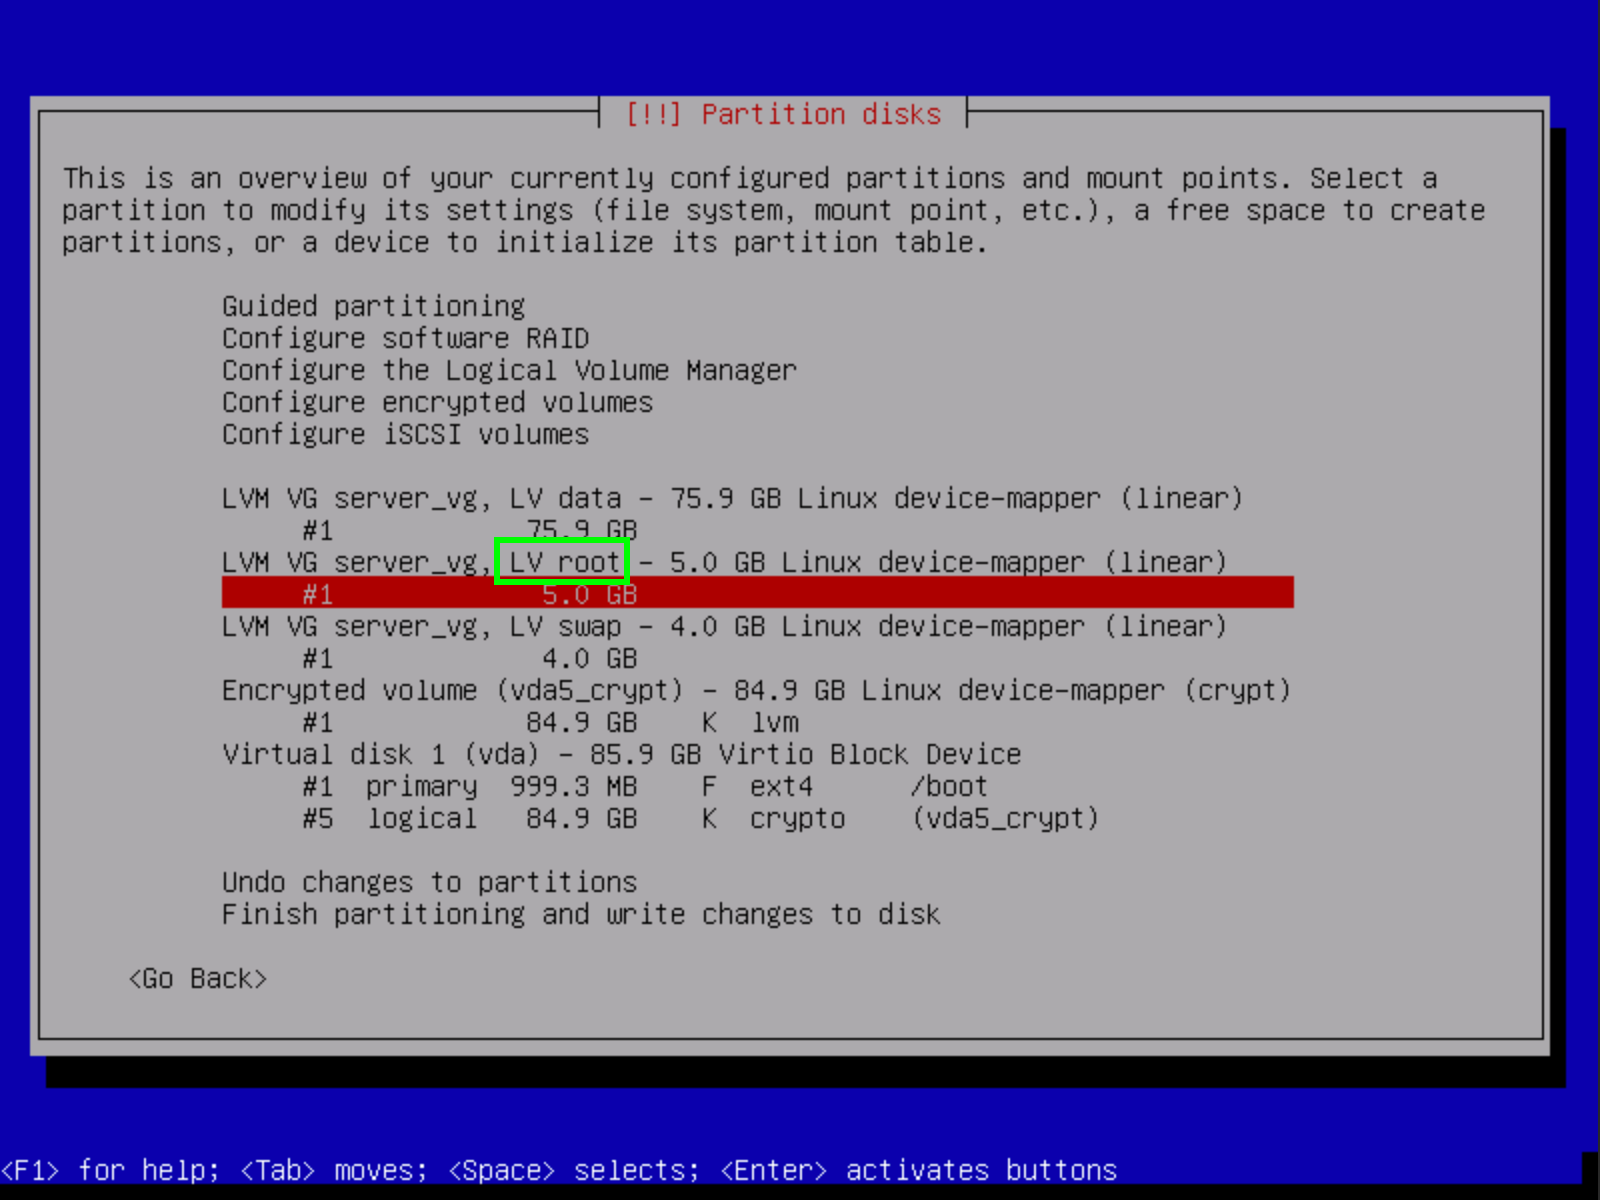 [!!] Partition disks
This is an overview of your currently configured partitions and mount points. Select a
partition to modify its settings (file system, mount point, etc.), a free space to create
partitions, or a device to initialize its partition table.
Guided partitioning
Configure software RAID
Configure the Logical Volume Manager
Configure encrypted volumes
Configure iSCSI volumes
LVM VG server_vg, LV data - 75.9 GB Linux device-mapper (linear)
#1 75.9 GB
LVM VG server_vg, LV root - 5.0 GB Linux device-mapper (linear)
#1 5.0 GB
LVM VG server_vg, LV swap - 4.0 GB Linux device-mapper (linear)
#1 4.0 GB
Encrypted volume (vda5_crypt) - 84.9 GB Linux device-mapper (crypt)
#1 84.9 GB K lvm
Virtual disk 1 (vda) - 85.9 GB Virtio Block Device
#1 primary 999.3 MB F ext4 /boot
#5 logical 84.9 GB K crypto (vda5_crypt)
Undo changes to partitions
Finish partitioning and write changes to disk
<Go Back>
<F1> for help; <Tab> moves; <Space> selects; <Enter> activates buttons